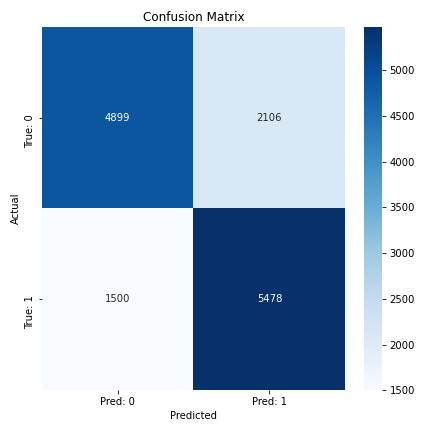 Confusion Matrix
True: 0
4899
2106
5000
4500
4000
3500
Actual
3000
2500
True: 1
1500
5478
2000
1500
Pred: 0
Pred: 1
Predicted